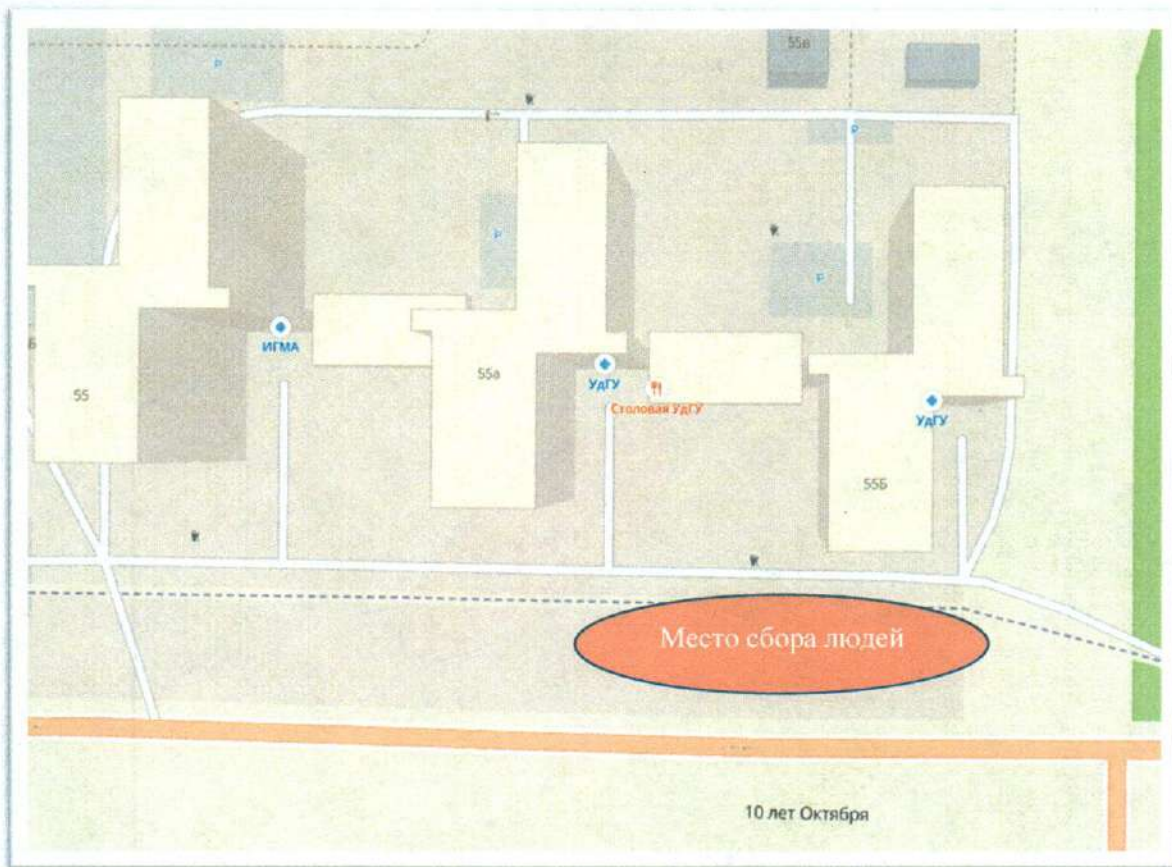 P
55в
P
P
P
P
ИГМА
55
55а
УдГУ
Столовая УдГУ
УдГУ
55Б
Место сбора людей
10 лет Октября